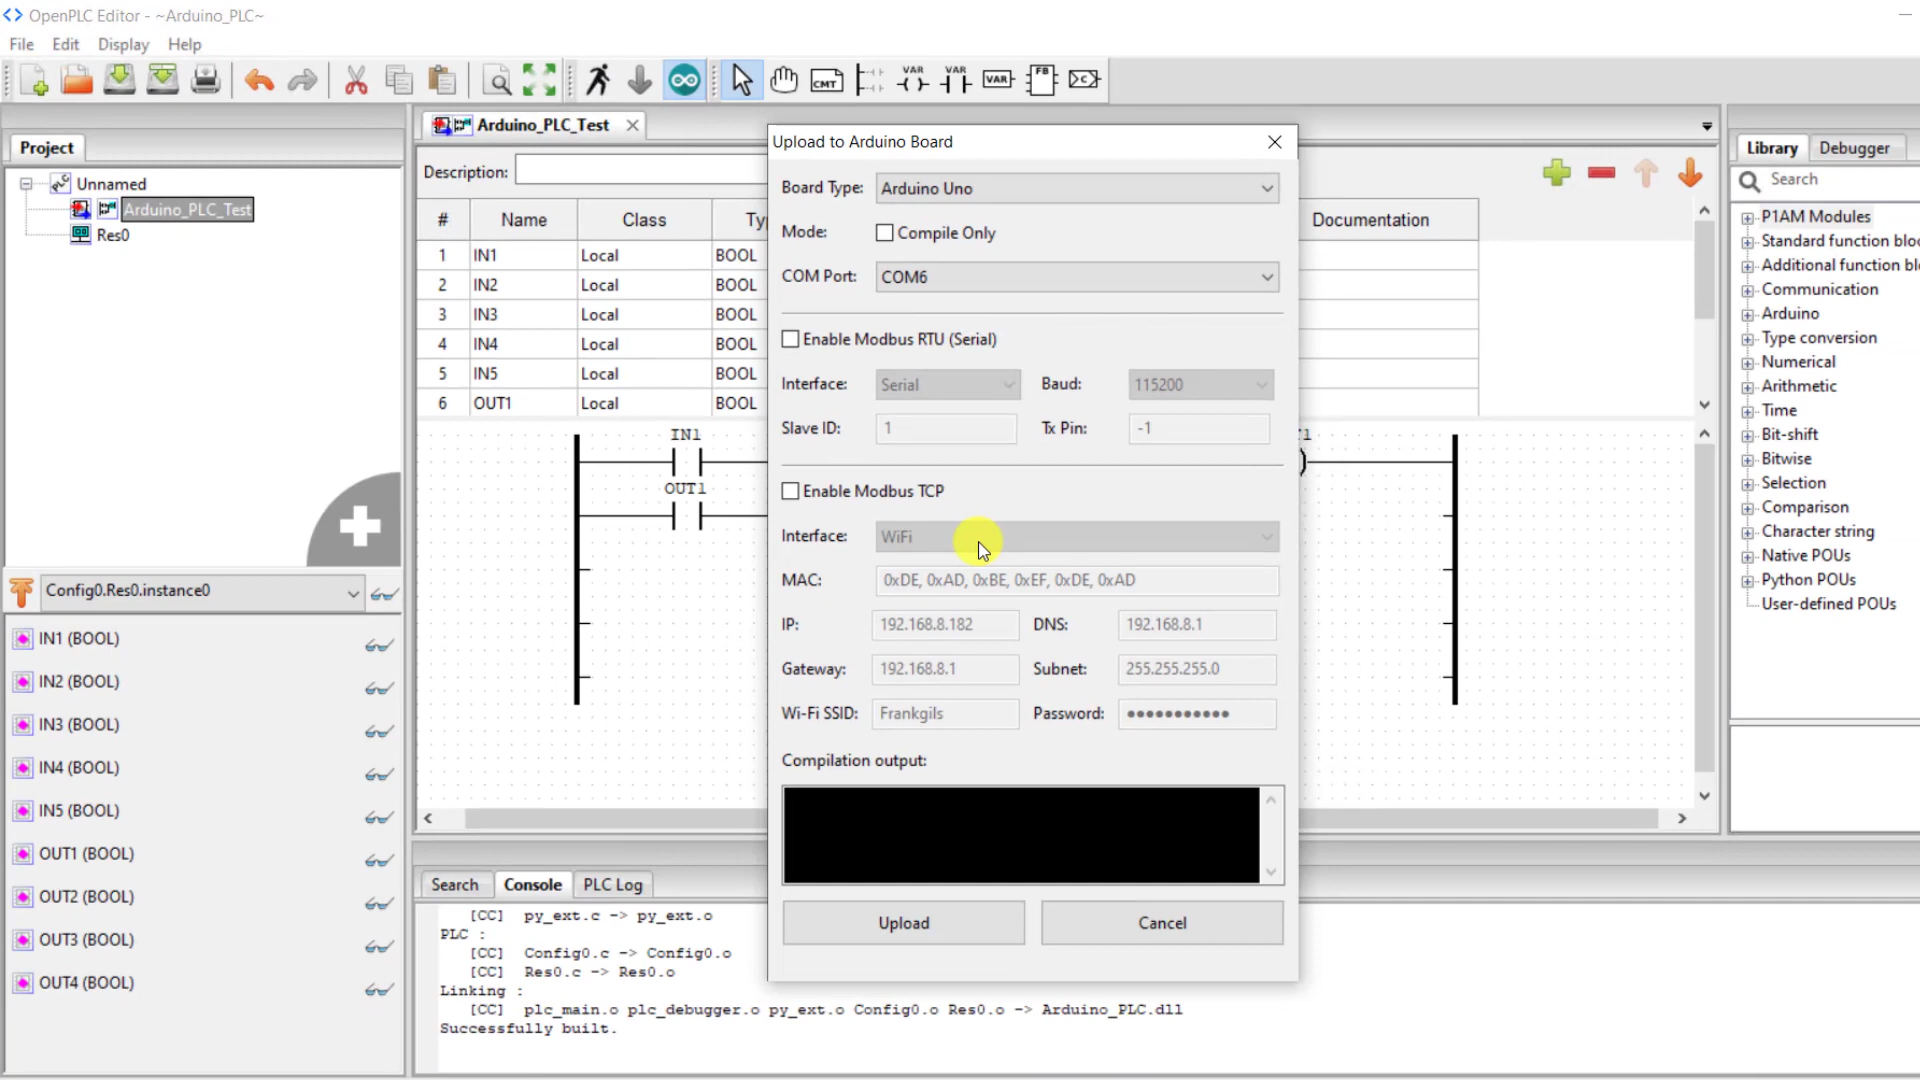 OpenPLC Editor - ~Arduino_PLC~
File Edit Display Help
CMT VAR VAR VAR FB >C>
Project
Unnamed
Arduino_PLC_Test
Res0
Config0.Res0.instance0
IN1 (BOOL)
IN2 (BOOL)
IN3 (BOOL)
IN4 (BOOL)
IN5 (BOOL)
OUT1 (BOOL)
OUT2 (BOOL)
OUT3 (BOOL)
OUT4 (BOOL)
Arduino_PLC_Test
Description:
# Name Class Documentation
1 IN1 Local BOOL
2 IN2 Local BOOL
3 IN3 Local BOOL
4 IN4 Local BOOL
5 IN5 Local BOOL
6 OUT1 Local BOOL
IN1
OUT1
Upload to Arduino Board
Board Type: Arduino Uno
Mode: Compile Only
COM Port: COM6
Enable Modbus RTU (Serial)
Interface: Serial Baud: 115200
Slave ID: 1 Tx Pin: -1
Enable Modbus TCP
Interface: WiFi
MAC: 0xDE, 0xAD, 0xBE, 0xEF, 0xDE, 0xAD
IP: 192.168.8.182 DNS: 192.168.8.1
Gateway: 192.168.8.1 Subnet: 255.255.255.0
Wi-Fi SSID: Frankgils Password: ●●●●●●●●●●●
Compilation output:
Upload Cancel
Search Console PLC Log
[CC] py_ext.c -> py_ext.o
PLC :
[CC] Config0.c -> Config0.o
[CC] Res0.c -> Res0.o
Linking :
[CC] plc_main.o plc_debugger.o py_ext.o Config0.o Res0.o -> Arduino_PLC.dll
Successfully built.
Library Debugger
Search
P1AM Modules
Standard function bloc
Additional function bl
Communication
Arduino
Type conversion
Numerical
Arithmetic
Time
Bit-shift
Bitwise
Selection
Comparison
Character string
Native POUs
Python POUs
User-defined POUs